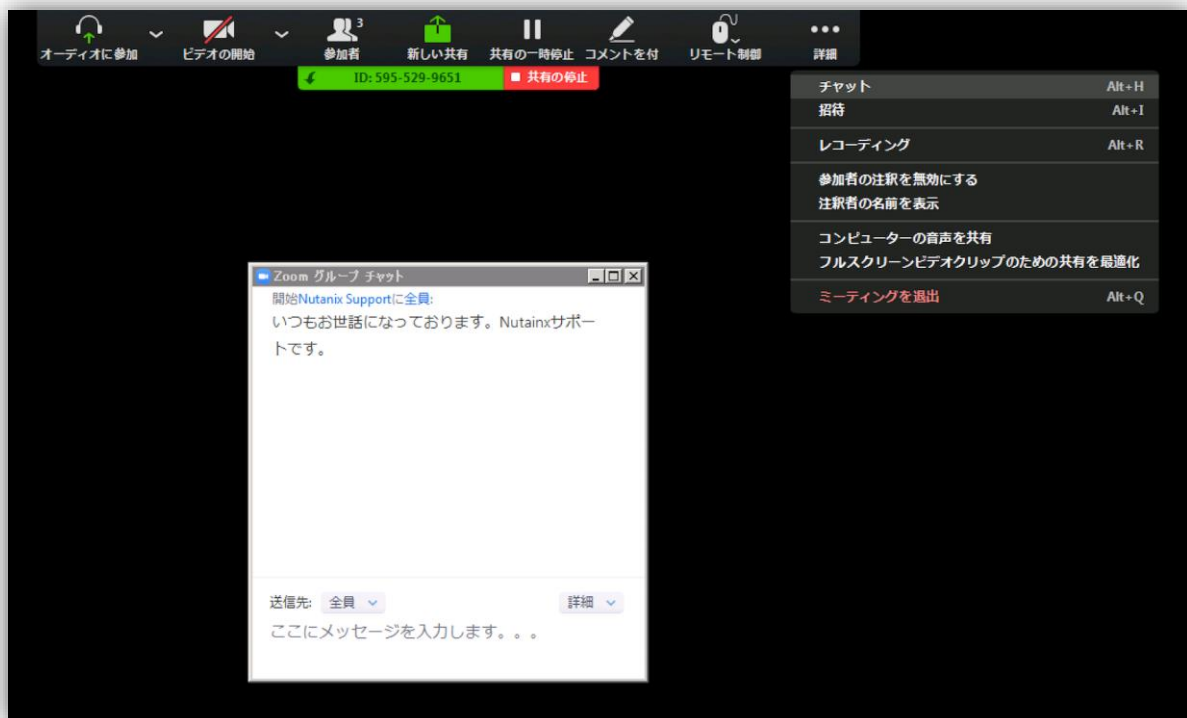 3
オーディオに参加
ビデオの開始
参加者
新しい共有
共有の一時停止
コメントを付
リモート制御
詳細
ID: 595-529-9651
共有の停止
チャット Alt+H
招待 Alt+I
レコーディング Alt+R
参加者の注釈を無効にする
注釈者の名前を表示
コンピューターの音声を共有
フルスクリーンビデオクリップのための共有を最適化
ミーティングを退出 Alt+Q
Zoom グループ チャット
開始Nutanix Supportに全員:
いつもお世話になっております。Nutainxサポー
トです。
送信先: 全員 詳細
ここにメッセージを入力します。。。